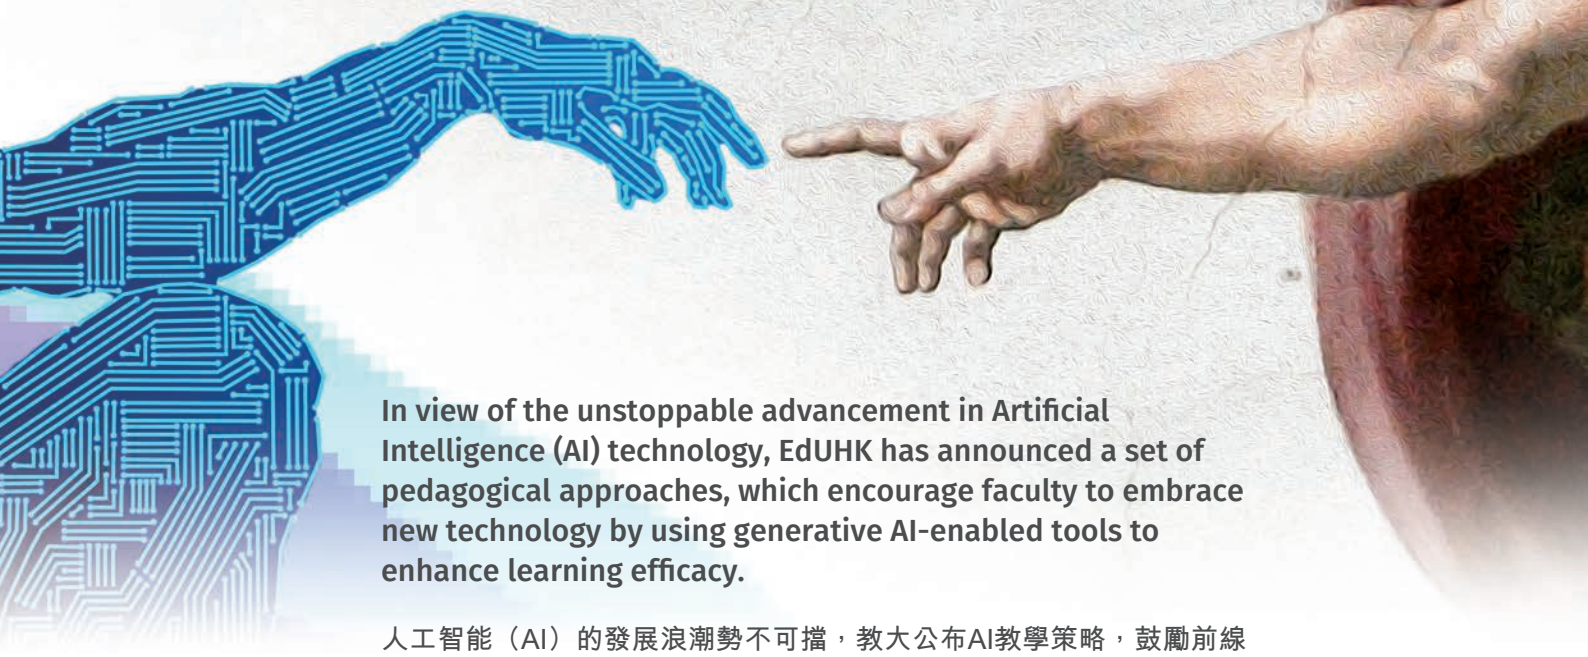 In view of the unstoppable advancement in Artificial
Intelligence (AI) technology, EdUHK has announced a set of
pedagogical approaches, which encourage faculty to embrace
new technology by using generative AI-enabled tools to
enhance learning efficacy.
人工智能（AI）的發展浪潮勢不可擋，教大公布AI教學策略，鼓勵前線